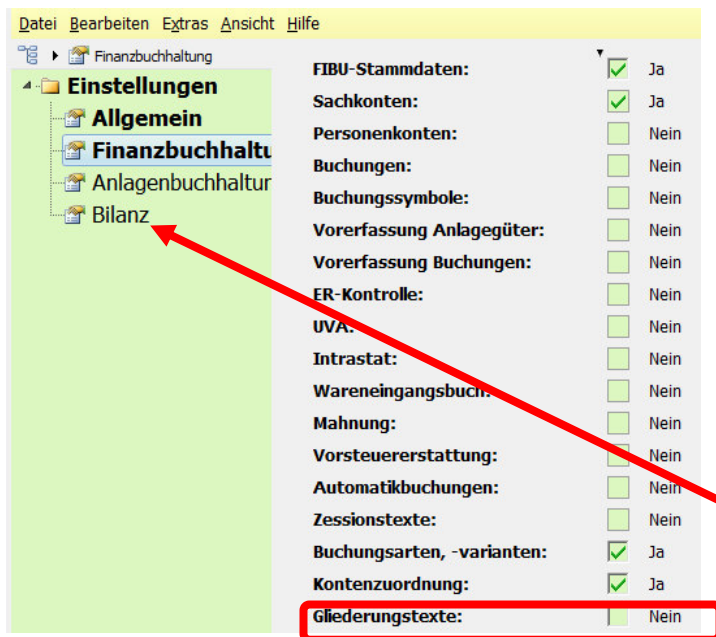 Datei Bearbeiten Extras Ansicht Hilfe
Finanzbuchhaltung
Einstellungen
Allgemein
Finanzbuchhaltu
Anlagenbuchhaltur
Bilanz
FIBU-Stammdaten: Ja
Sachkonten: Ja
Personenkonten: Nein
Buchungen: Nein
Buchungssymbole: Nein
Vorerfassung Anlagegüter: Nein
Vorerfassung Buchungen: Nein
ER-Kontrolle: Nein
UVA: Nein
Intrastat: Nein
Wareneingangsbuch: Nein
Mahnung: Nein
Vorsteuererstattung: Nein
Automatikbuchungen: Nein
Zessionstexte: Nein
Buchungsarten, -varianten: Ja
Kontenzuordnung: Ja
Gliederungstexte: Nein